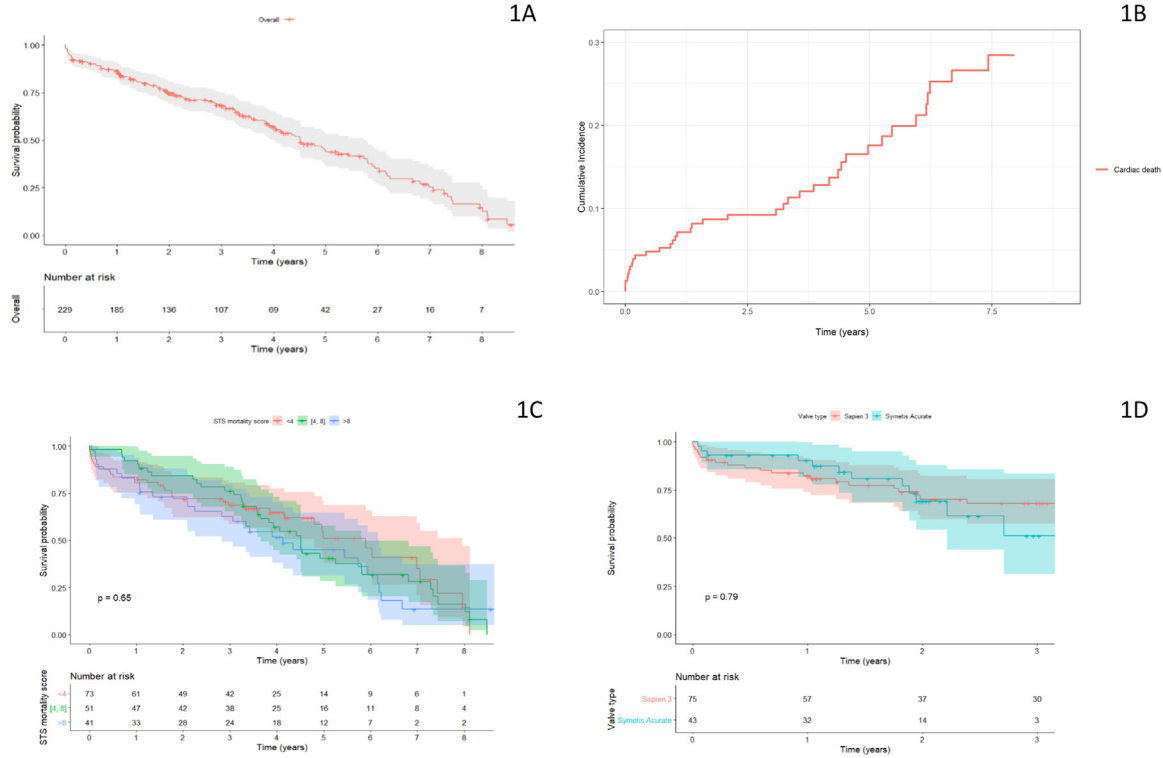 1A
Overall
1.00
0.75
0.50
0.25
0.00
Survival probability
0 1 2 3 4 5 6 7 8
Time (years)
Number at risk
Overall
229 185 136 107 69 42 27 16 7
0 1 2 3 4 5 6 7 8
Time (years)
1B
0.3
0.2
0.1
0.0
Cumulative Incidence
0.0 2.5 5.0 7.5
Time (years)
Cardiac death
1C
STS mortality score <4 [4, 8] >8
1.00
0.75
0.50
0.25
0.00
Survival probability
p = 0.65
0 1 2 3 4 5 6 7 8
Time (years)
Number at risk
STS mortality score
<4 73 61 49 42 25 14 9 6 1
[4, 8] 51 47 42 38 25 16 11 8 4
>8 41 33 28 24 18 12 7 2 2
0 1 2 3 4 5 6 7 8
Time (years)
1D
Valve type Sapien 3 Symetis Acurate
1.00
0.75
0.50
0.25
0.00
Survival probability
p = 0.79
0 1 2 3
Time (years)
Number at risk
Valve type
Sapien 3 75 57 37 30
Symetis Acurate 43 32 14 3
0 1 2 3
Time (years)